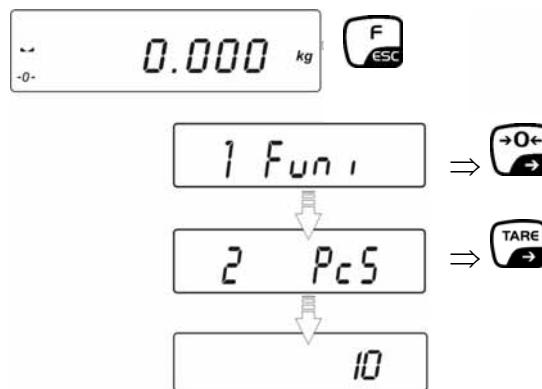 0.000 kg
-0-
F
ESC
1 Funi
⇒
→0←
→
2 PcS
⇒
TARE
→
10